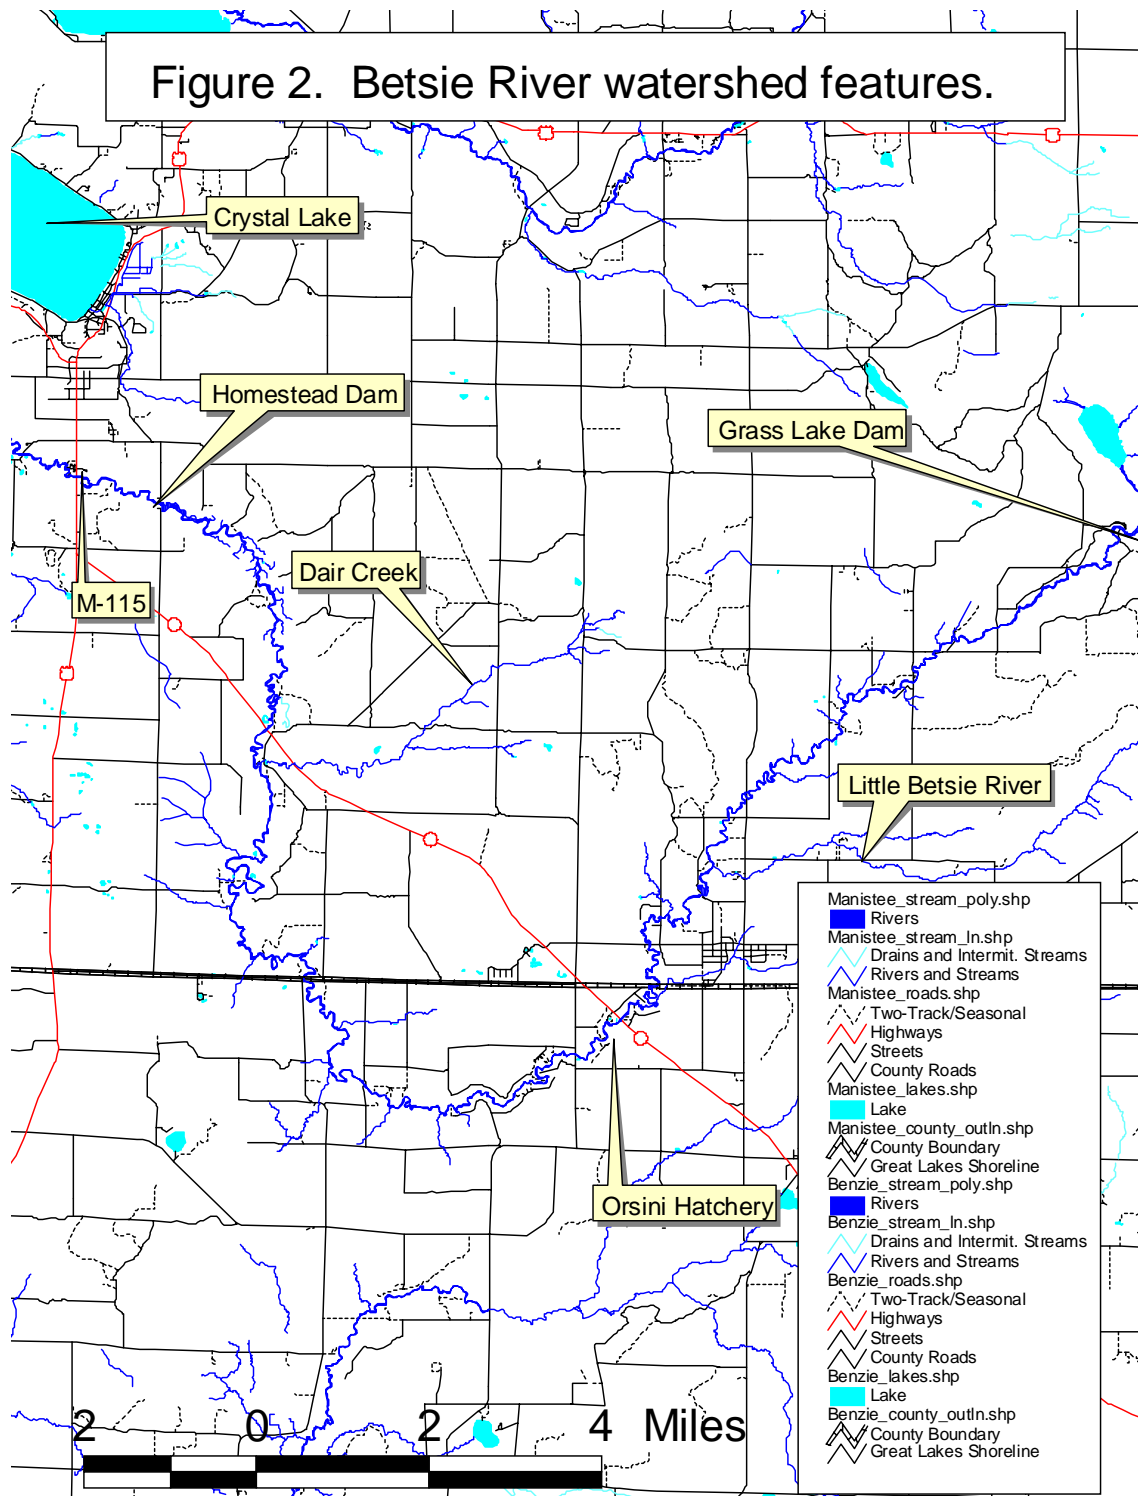 Figure 2. Betsie River watershed features.
Crystal Lake
Homestead Dam
Grass Lake Dam
Dair Creek
M-115
Little Betsie River
Orsini Hatchery
Manistee_stream_poly.shp
Rivers
Manistee_stream_ln.shp
Drains and Intermit. Streams
Rivers and Streams
Manistee_roads.shp
Two-Track/Seasonal
Highways
Streets
County Roads
Manistee_lakes.shp
Lake
Manistee_county_outln.shp
County Boundary
Great Lakes Shoreline
Benzie_stream_poly.shp
Rivers
Benzie_stream_ln.shp
Drains and Intermit. Streams
Rivers and Streams
Benzie_roads.shp
Two-Track/Seasonal
Highways
Streets
County Roads
Benzie_lakes.shp
Lake
Benzie_county_outln.shp
County Boundary
Great Lakes Shoreline
2 0 2 4 Miles